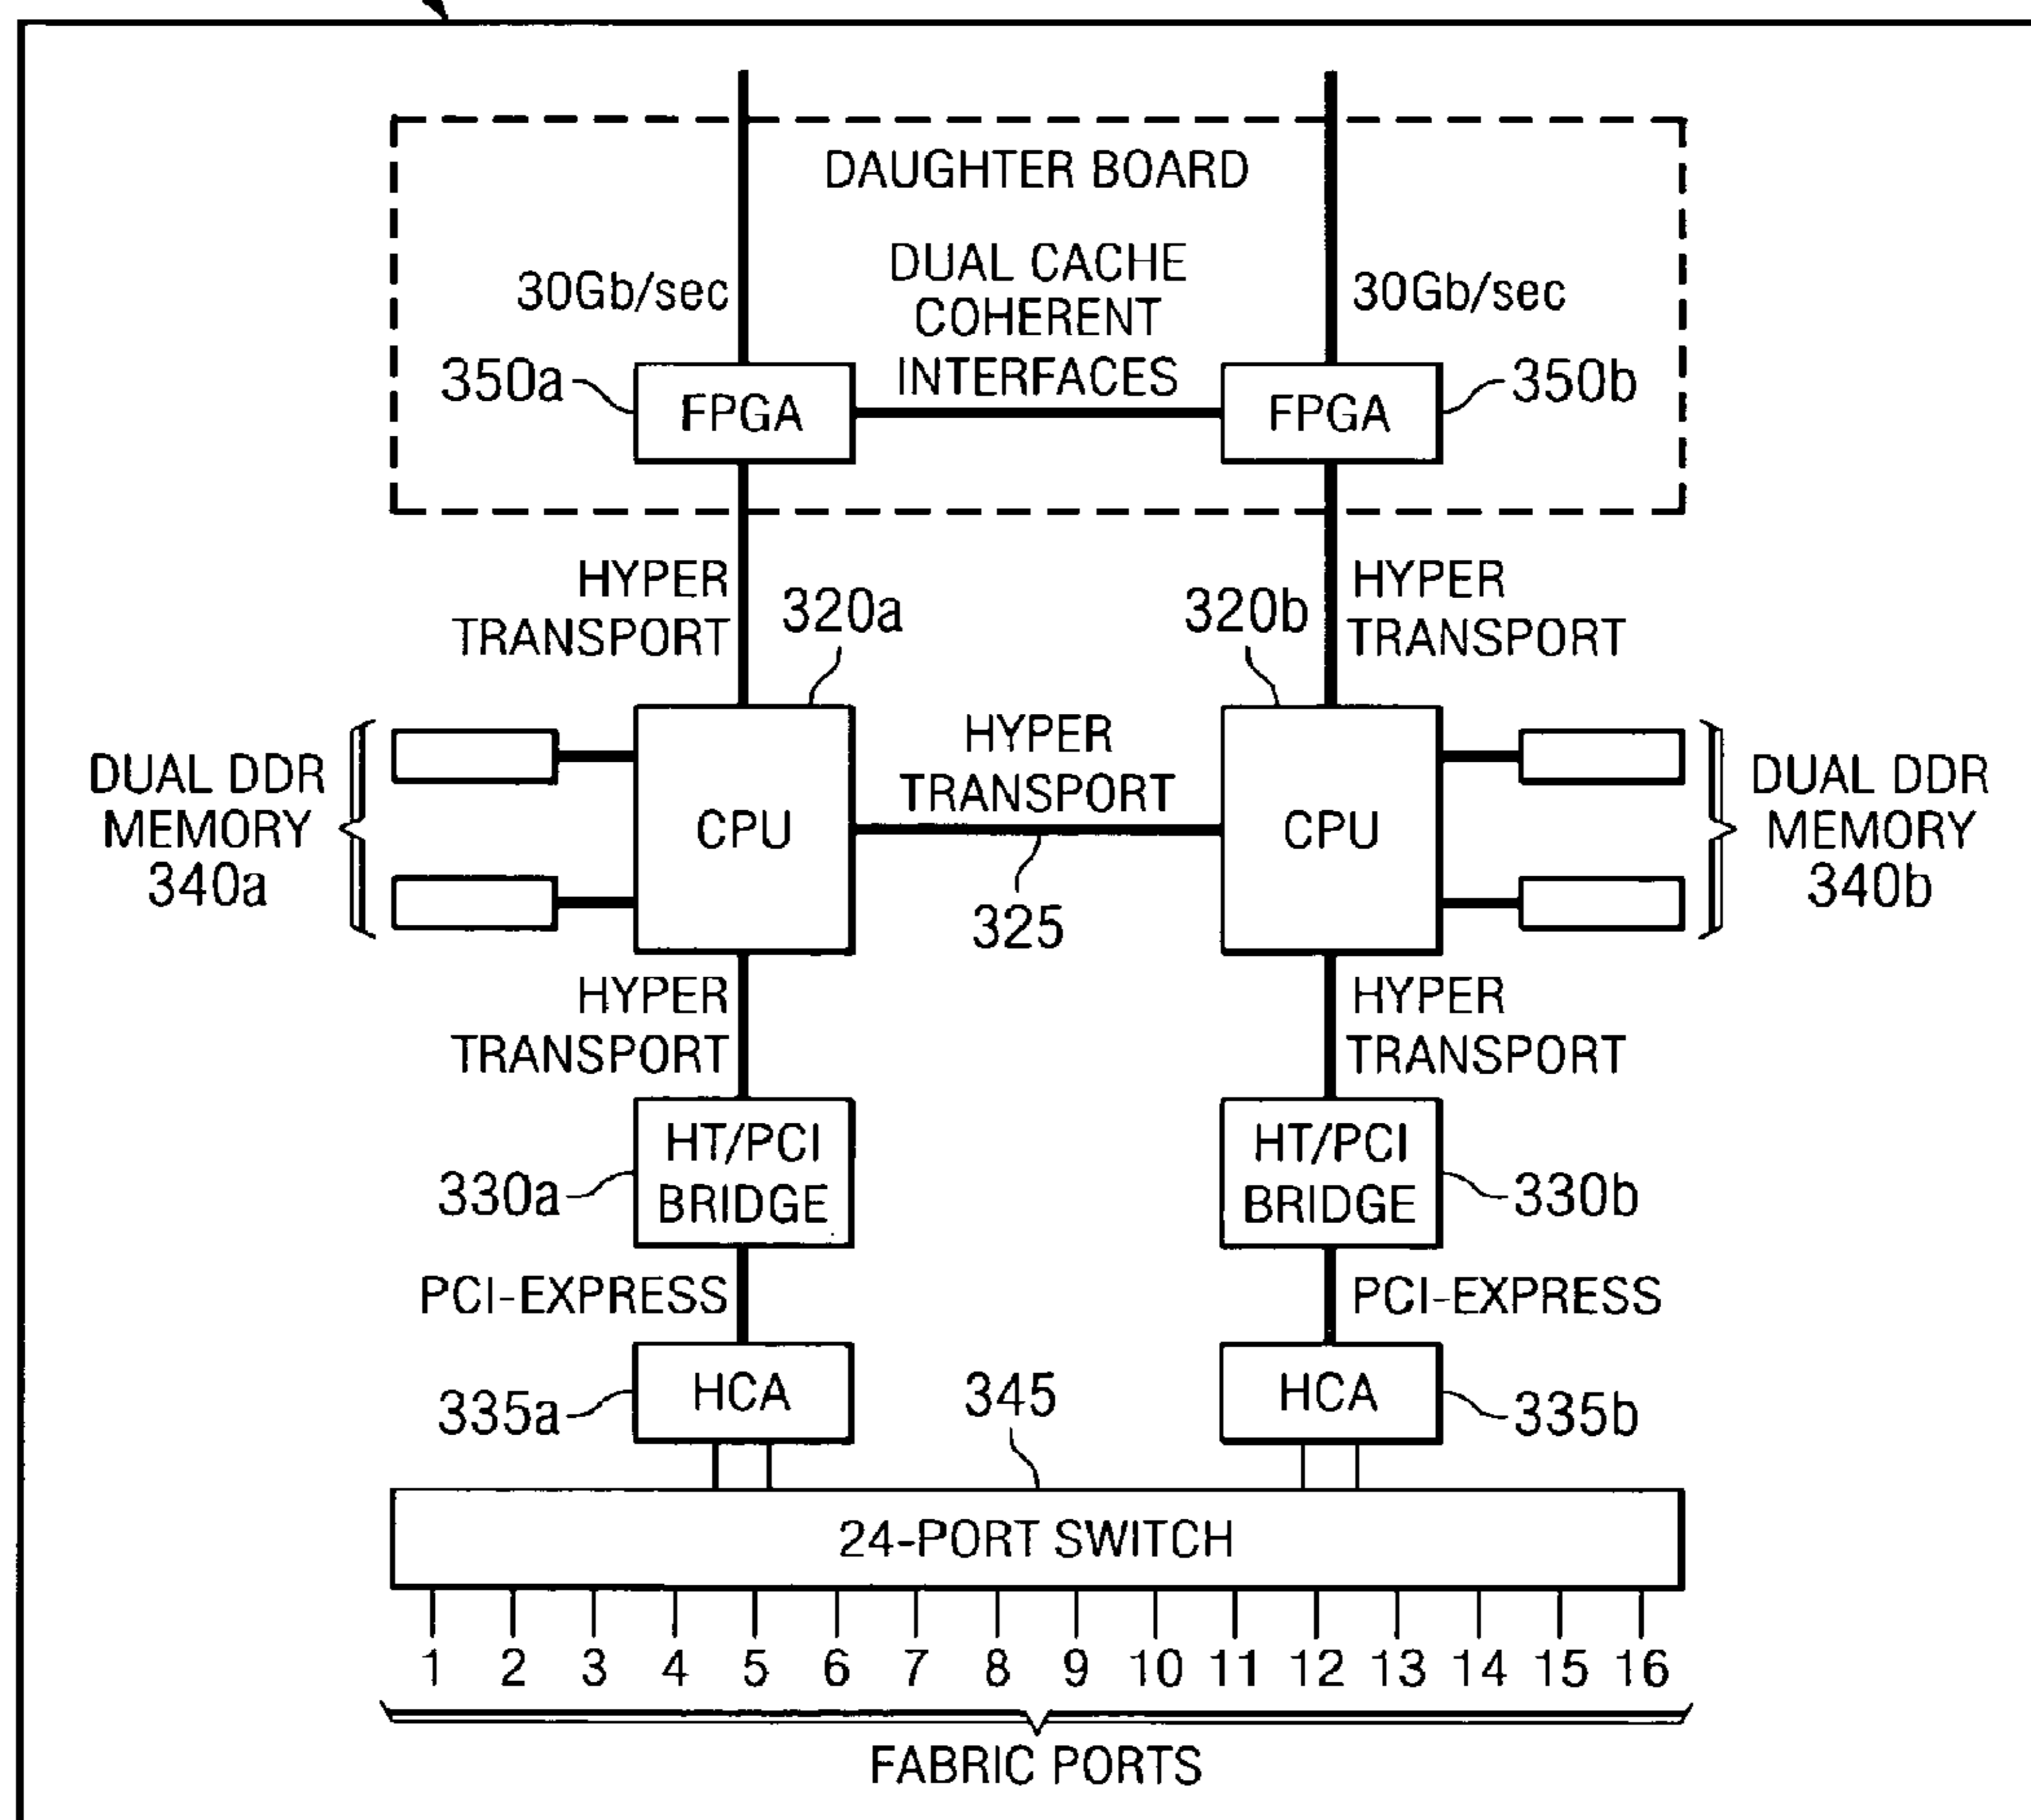 DAUGHTER BOARD
DUAL CACHE
COHERENT
INTERFACES
30Gb/sec
30Gb/sec
350a
FPGA
FPGA
350b
HYPER
TRANSPORT
HYPER
TRANSPORT
320a
320b
DUAL DDR
MEMORY
340a
CPU
HYPER
TRANSPORT
325
CPU
DUAL DDR
MEMORY
340b
HYPER
TRANSPORT
HYPER
TRANSPORT
330a
HT/PCI
BRIDGE
HT/PCI
BRIDGE
330b
PCI-EXPRESS
PCI-EXPRESS
335a
HCA
345
HCA
335b
24-PORT SWITCH
1 2 3 4 5 6 7 8 9 10 11 12 13 14 15 16
FABRIC PORTS